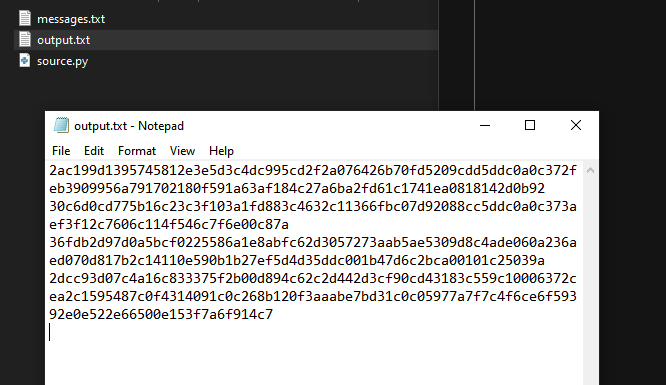 messages.txt
output.txt
source.py
output.txt - Notepad
File Edit Format View Help
2ac199d1395745812e3e5d3c4dc995cd2f2a076426b70fd5209cdd5ddc0a0c372f
eb3909956a791702180f591a63af184c27a6ba2fd61c1741ea0818142d0b92
30c6d0cd775b16c23c3f103a1fd883c4632c11366fbc07d92088cc5ddc0a0c373a
ef3f12c7606c114f546c7f6e00c87a
36fdb2d97d0a5bcf0225586a1e8abfc62d3057273aab5ae5309d8c4ade060a236a
ed070d817b2c14110e590b1b27ef5d4d35ddc001b47d6c2bca00101c25039a
2dcc93d07c4a16c833375f2b00d894c62c2d442d3cf90cd43183c559c10006372c
ea2c1595487c0f4314091c0c268b120f3aaabe7bd31c0c05977a7f7c4f6ce6f593
92e0e522e66500e153f7a6f914c7